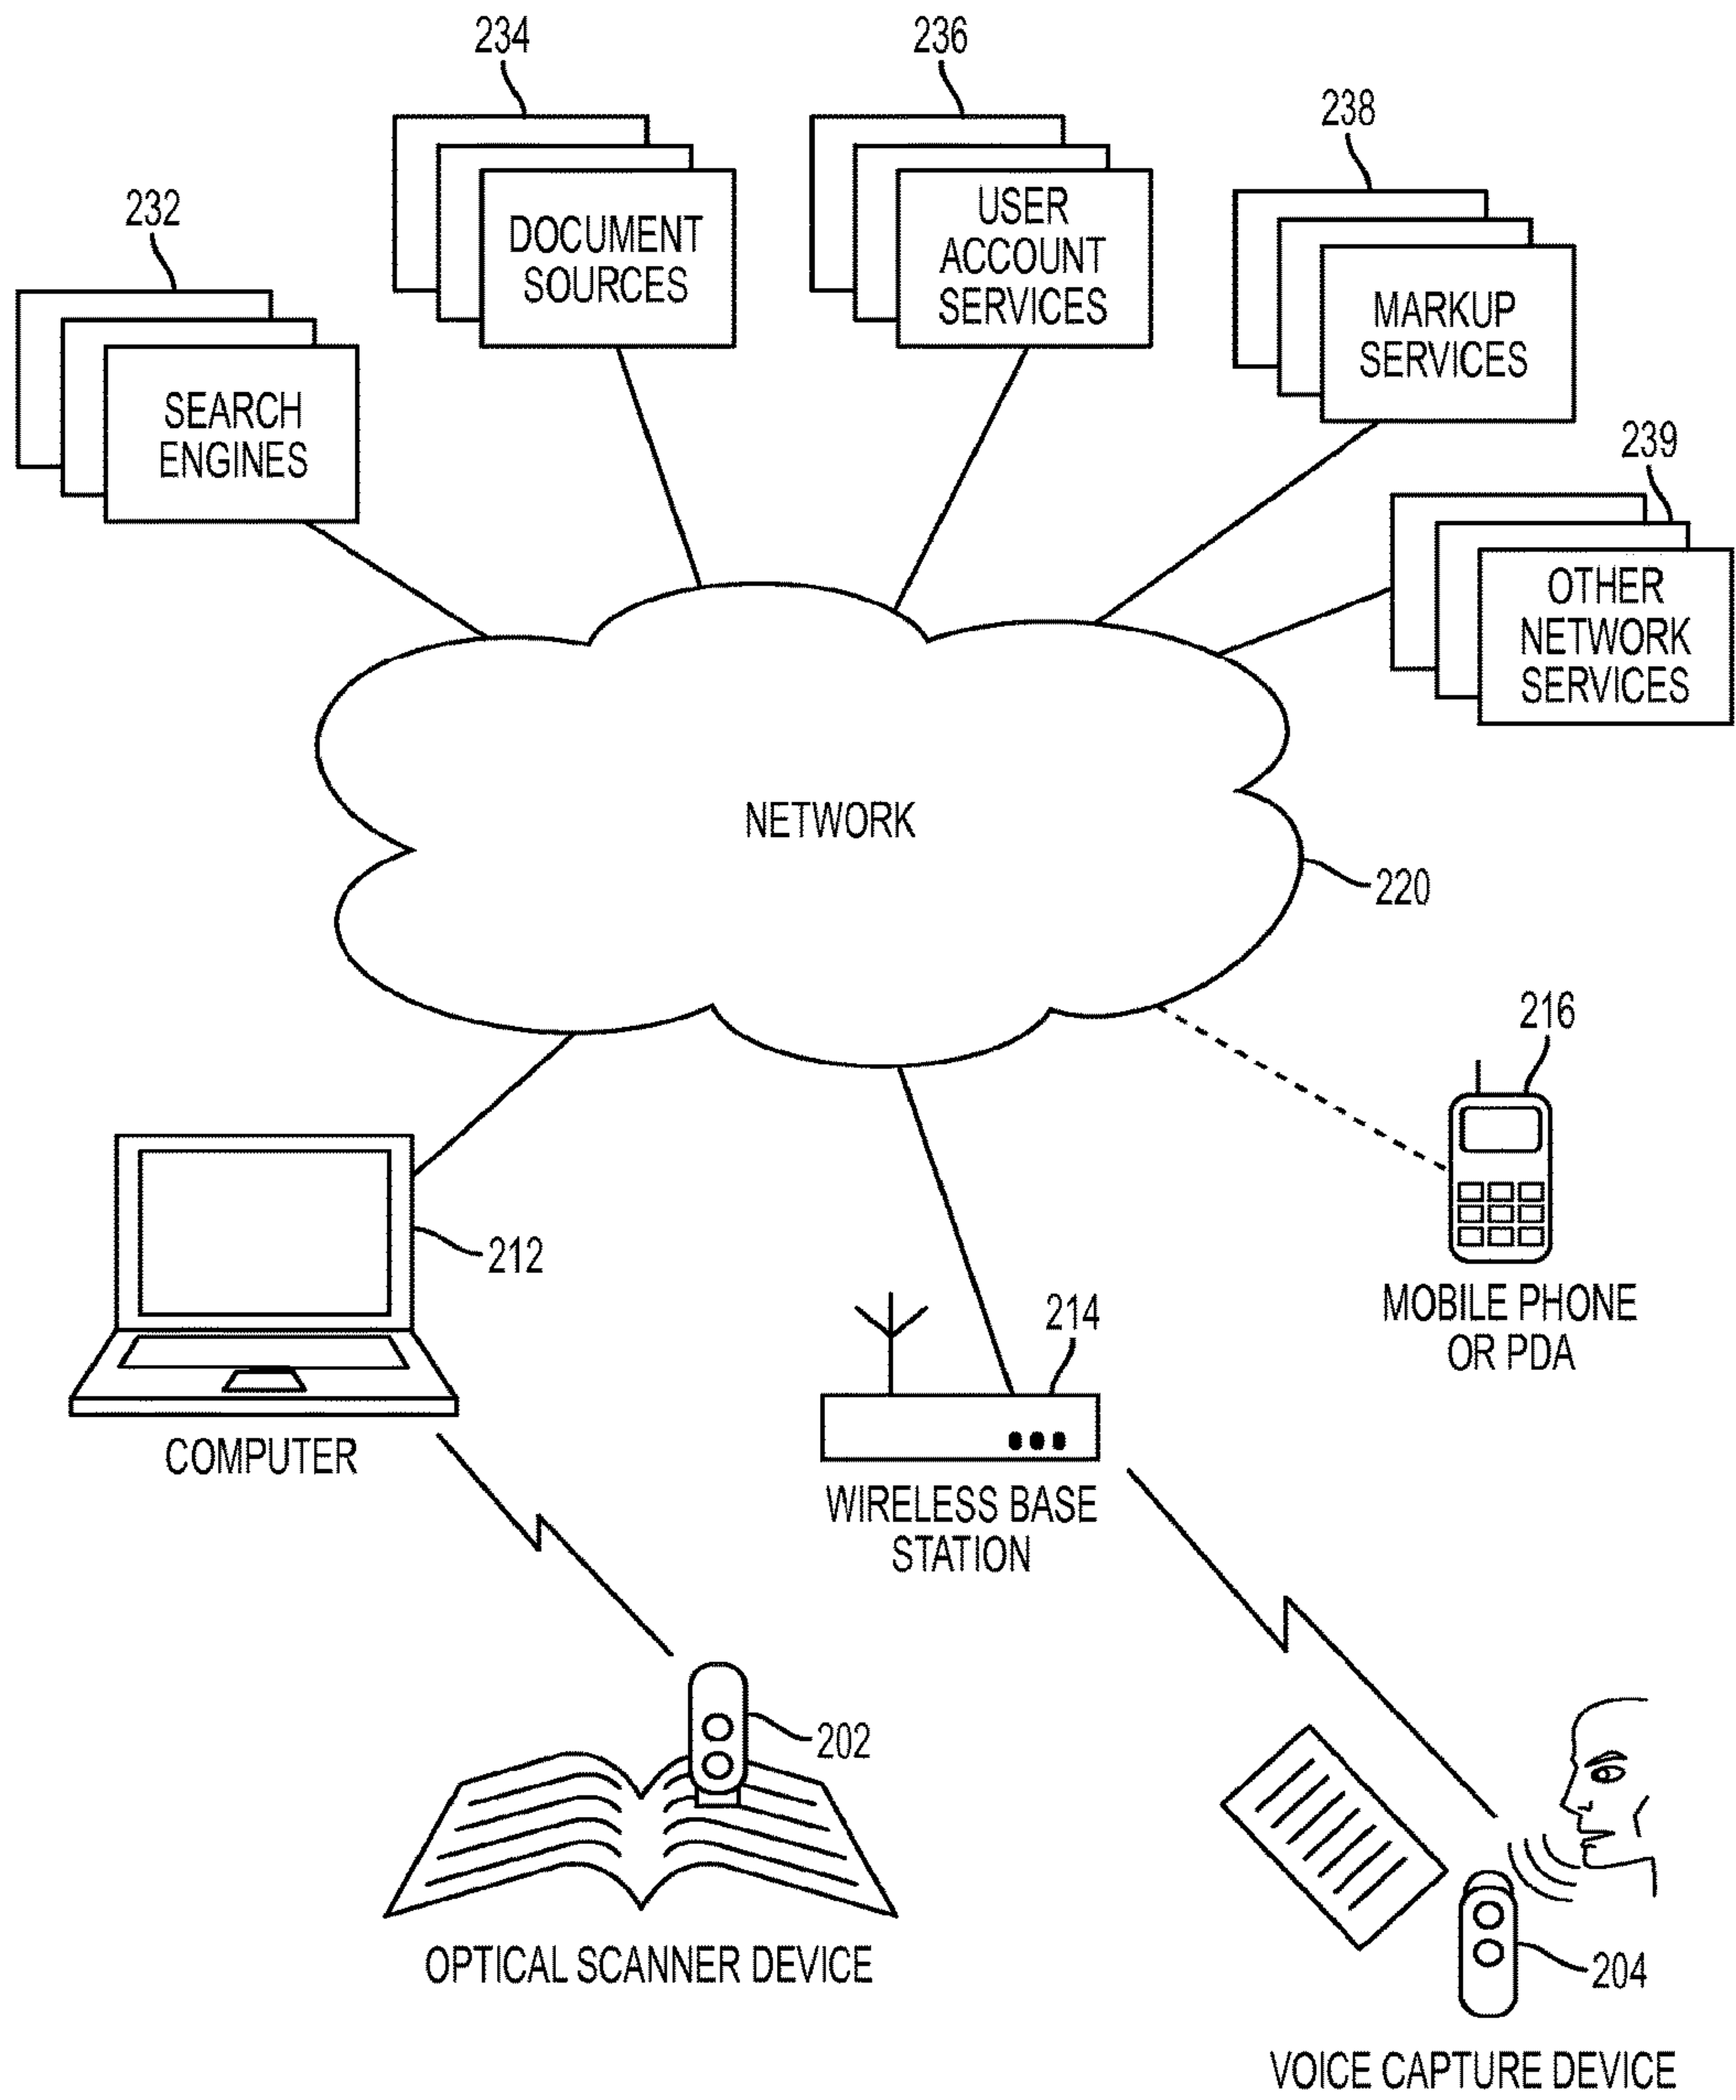 234
236
238
232
DOCUMENT
SOURCES
USER
ACCOUNT
SERVICES
MARKUP
SERVICES
SEARCH
ENGINES
239
OTHER
NETWORK
SERVICES
NETWORK
220
216
212
MOBILE PHONE
OR PDA
214
COMPUTER
WIRELESS BASE
STATION
202
OPTICAL SCANNER DEVICE
204
VOICE CAPTURE DEVICE